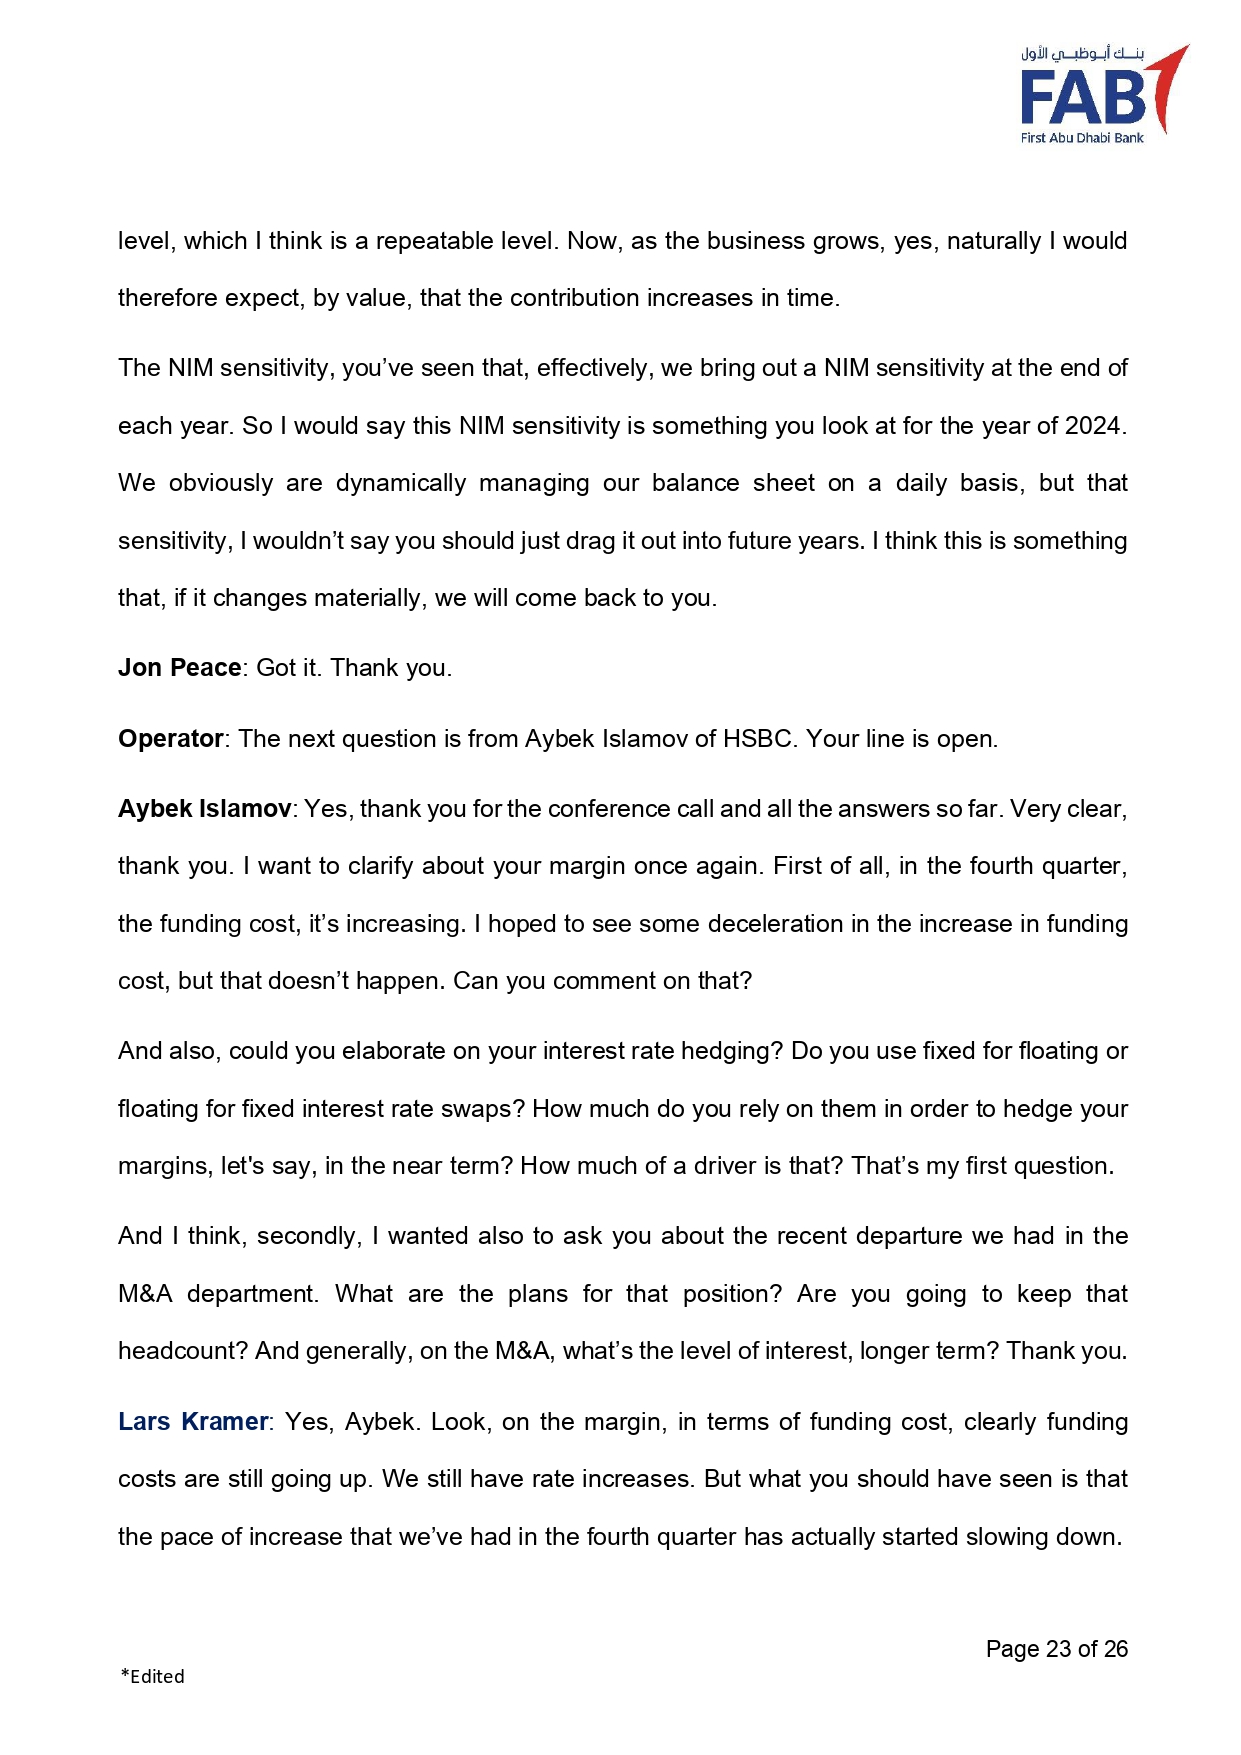 بنك أبوظبي الأول
FAB
First Abu Dhabi Bank
level, which I think is a repeatable level. Now, as the business grows, yes, naturally I would
therefore expect, by value, that the contribution increases in time.
The NIM sensitivity, you’ve seen that, effectively, we bring out a NIM sensitivity at the end of
each year. So I would say this NIM sensitivity is something you look at for the year of 2024.
We obviously are dynamically managing our balance sheet on a daily basis, but that
sensitivity, I wouldn’t say you should just drag it out into future years. I think this is something
that, if it changes materially, we will come back to you.
Jon Peace: Got it. Thank you.
Operator: The next question is from Aybek Islamov of HSBC. Your line is open.
Aybek Islamov: Yes, thank you for the conference call and all the answers so far. Very clear,
thank you. I want to clarify about your margin once again. First of all, in the fourth quarter,
the funding cost, it’s increasing. I hoped to see some deceleration in the increase in funding
cost, but that doesn’t happen. Can you comment on that?
And also, could you elaborate on your interest rate hedging? Do you use fixed for floating or
floating for fixed interest rate swaps? How much do you rely on them in order to hedge your
margins, let's say, in the near term? How much of a driver is that? That’s my first question.
And I think, secondly, I wanted also to ask you about the recent departure we had in the
M&A department. What are the plans for that position? Are you going to keep that
headcount? And generally, on the M&A, what’s the level of interest, longer term? Thank you.
Lars Kramer: Yes, Aybek. Look, on the margin, in terms of funding cost, clearly funding
costs are still going up. We still have rate increases. But what you should have seen is that
the pace of increase that we’ve had in the fourth quarter has actually started slowing down.
Page 23 of 26
*Edited